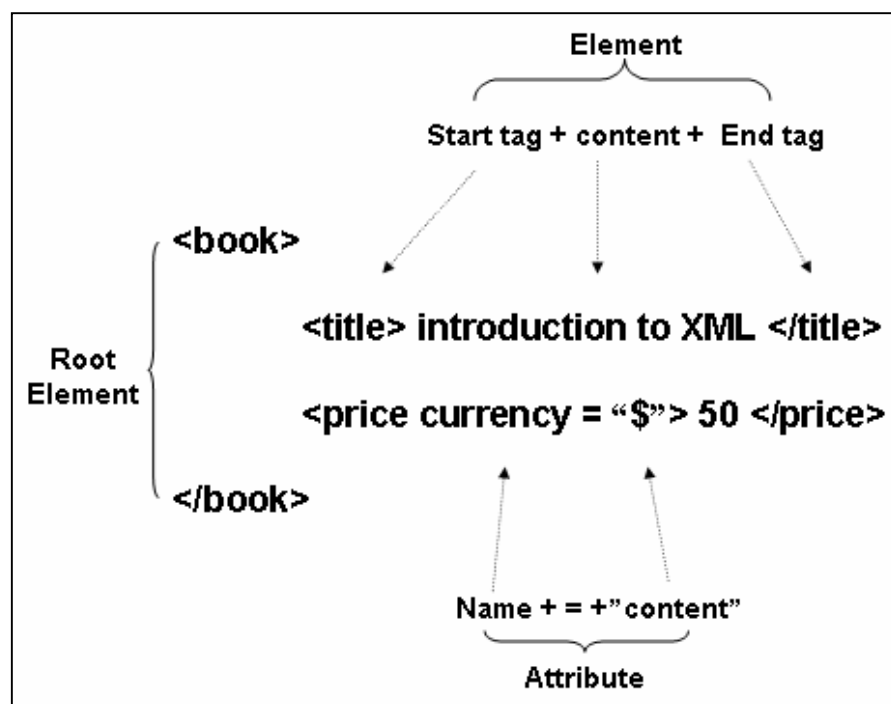 Element
Start tag + content + End tag
<book>
<title> introduction to XML </title>
Root
Element
<price currency = “$”> 50 </price>
</book>
Name + = +”content”
Attribute